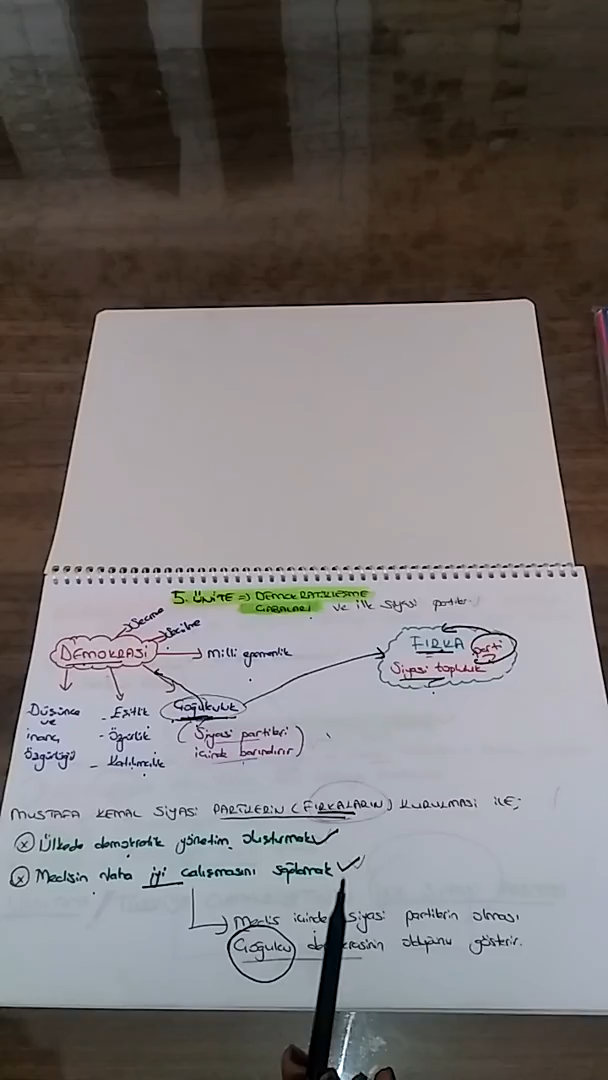 5. ÜNİTE => DEMOKRATİKLEŞME
ÇABALARI ve ilk siyasi partiler
Seçme
Seçilme
DEMOKRASİ
Milli egemenlik
FIRKA parti
Siyasi topluluk
Düşünce
ve
inanç
özgürlüğü
- Eşitlik
- Özgürlük
- Katılımcılık
Çoğulculuk
(Siyasi partileri
içinde barındırır)
MUSTAFA KEMAL SİYASİ PARTİLERİN (FIRKALARIN) KURULMASI İLE;
x Ülkede demokratik yönetim oluşturmak ✓
x Meclisin daha iyi çalışmasını sağlamak ✓
Meclis içinde siyasi partilerin olması
Çoğulcu olduğunu gösterir.